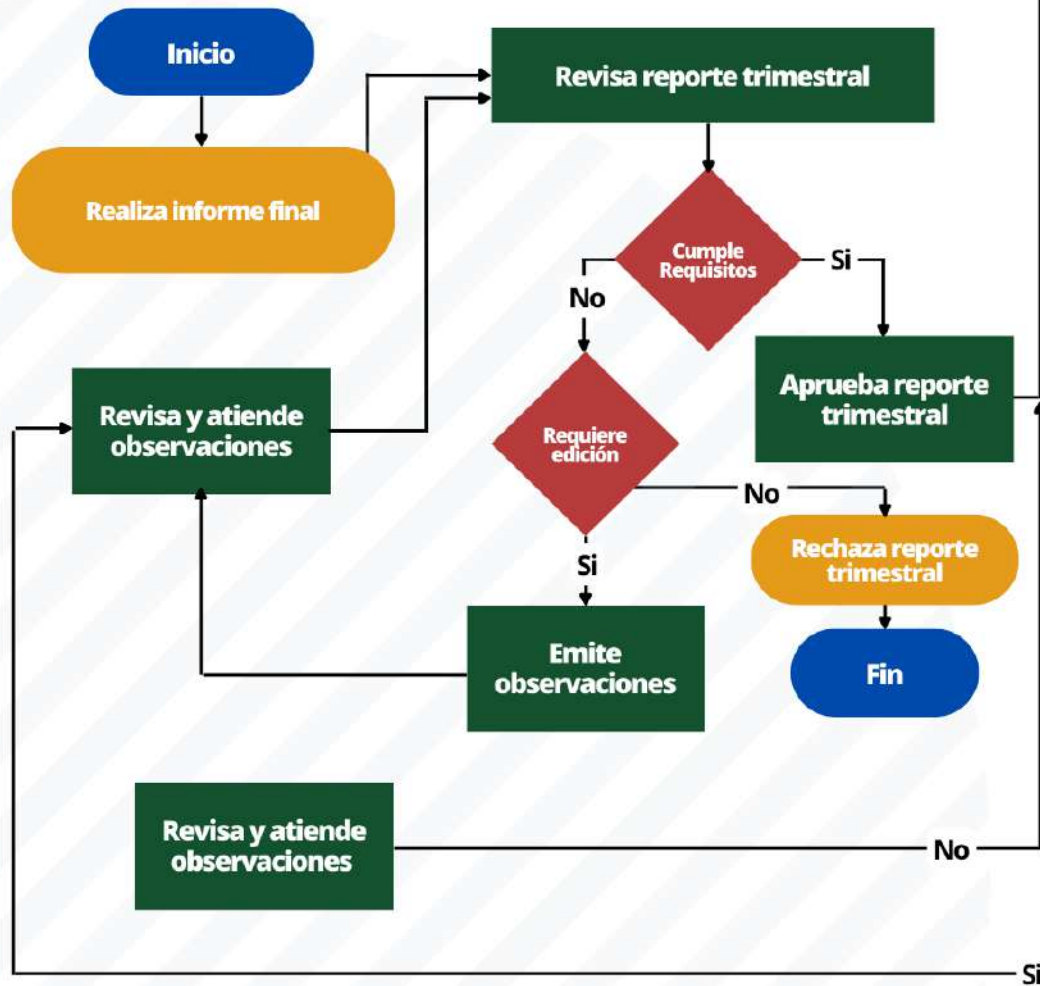 Inicio
Revisa reporte trimestral
Realiza informe final
Cumple
Requisitos
Si
No
Aprueba reporte
trimestral
Revisa y atiende
observaciones
Requiere
edición
No
Rechaza reporte
trimestral
Si
Emite
observaciones
Fin
Revisa y atiende
observaciones
No
Si